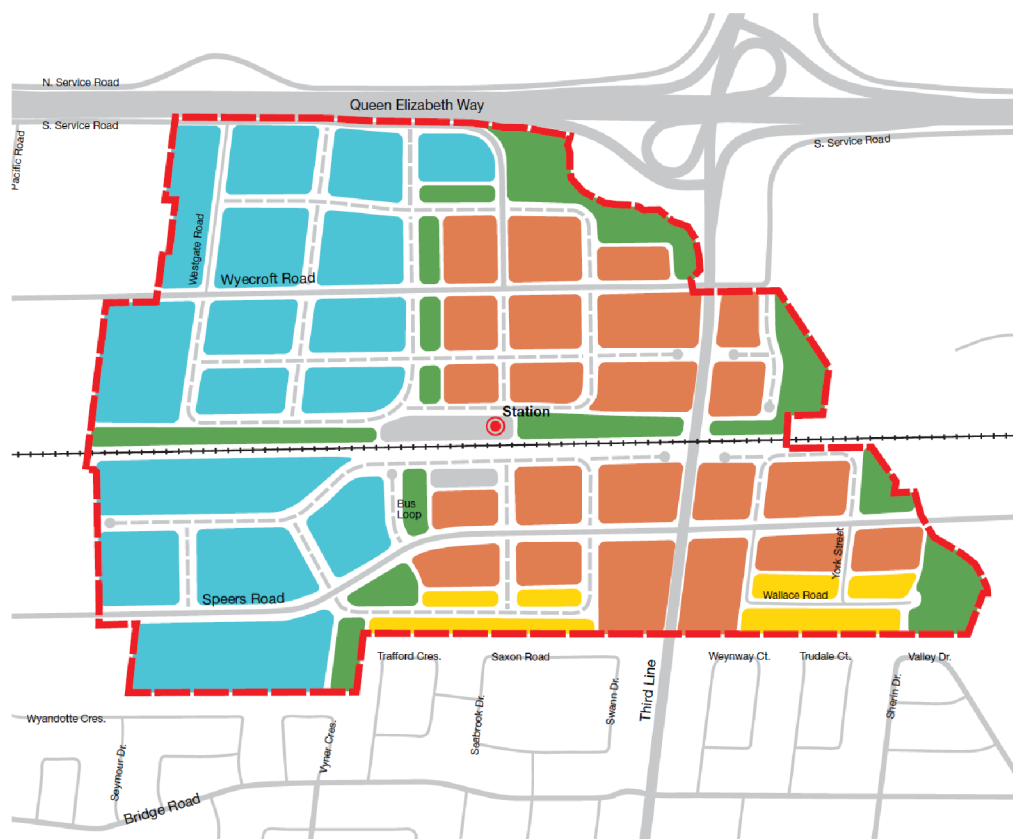 N. Service Road
Queen Elizabeth Way
S. Service Road
S. Service Road
Pacific Road
Westgate Road
Wyecroft Road
Station
Bus
Loop
York Street
Speers Road
Wallace Road
Trafford Cres.
Saxon Road
Weynway Ct.
Trudale Ct.
Valley Dr.
Third Line
Swann Dr.
Sherin Dr.
Seabrook Dr.
Wyandotte Cres.
Vyner Cres.
Seymour Dr.
Bridge Road